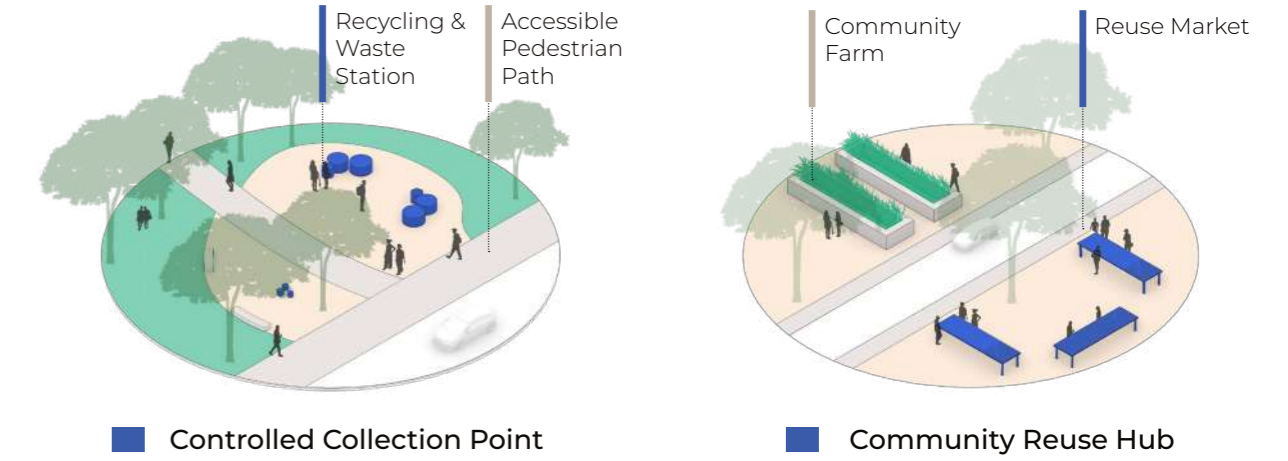 Recycling &
Waste
Station
Accessible
Pedestrian
Path
Community
Farm
Reuse Market
Controlled Collection Point
Community Reuse Hub